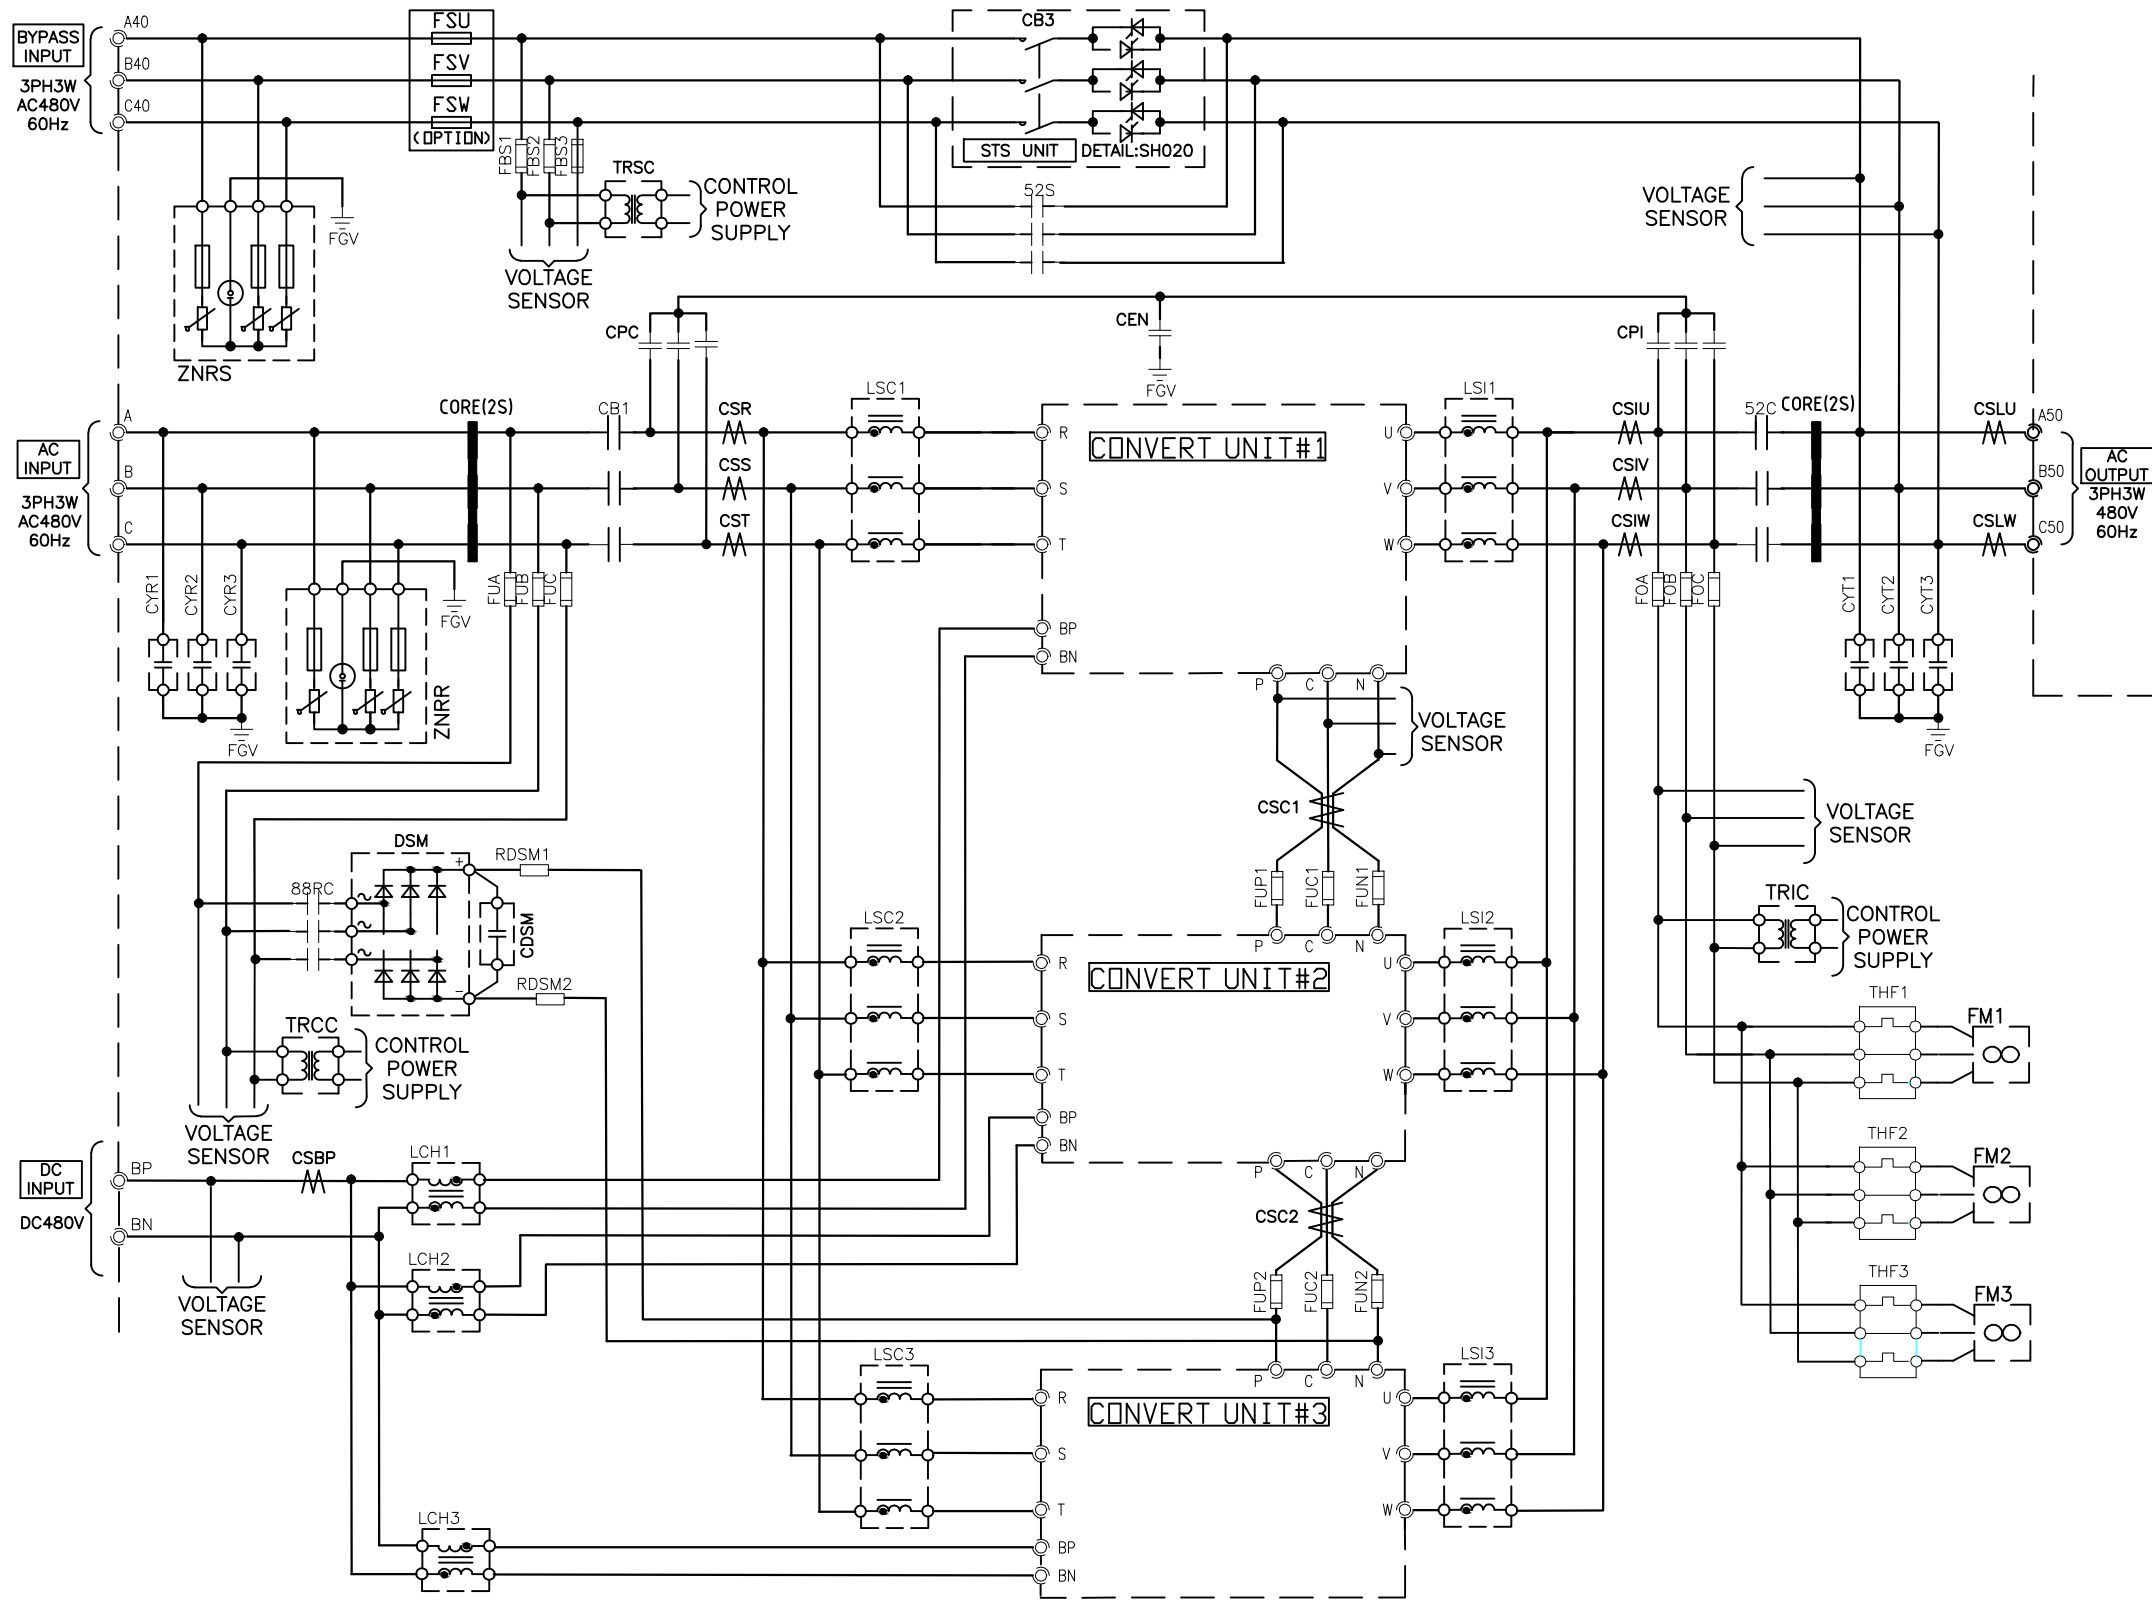 BYPASS
INPUT
3PH3W
AC480V
60Hz
A40
B40
C40
FSU
FSV
FSW
(OPTION)
FBS1
FBS2
FBS3
TRSC
CONTROL
POWER
SUPPLY
VOLTAGE
SENSOR
CB3
STS UNIT
DETAIL:SH020
52S
VOLTAGE
SENSOR
FGV
ZNRS
CPC
CEN
FGV
CPI
AC
INPUT
3PH3W
AC480V
60Hz
A
B
C
CORE(2S)
CB1
CSR
CSS
CST
LSC1
R
S
T
BP
BN
CONVERT UNIT#1
U
V
W
P
C
N
LSI1
CSIU
CSIV
CSIW
52C
CORE(2S)
CSLU
CSLW
A50
B50
C50
AC
OUTPUT
3PH3W
480V
60Hz
CYR1
CYR2
CYR3
FGV
ZNRR
FGV
FUA
FUB
FUC
FOA
FOB
FOC
CYT1
CYT2
CYT3
FGV
VOLTAGE
SENSOR
CSC1
FUP1
FUC1
FUN1
VOLTAGE
SENSOR
DSM
88RC
+
-
RDSM1
CDSM
RDSM2
TRCC
CONTROL
POWER
SUPPLY
VOLTAGE
SENSOR
LSC2
P
C
N
R
S
T
BP
BN
CONVERT UNIT#2
U
V
W
P
C
N
LSI2
TRIC
CONTROL
POWER
SUPPLY
THF1
FM1
THF2
FM2
THF3
FM3
DC
INPUT
DC480V
BP
BN
CSBP
VOLTAGE
SENSOR
LCH1
LCH2
CSC2
FUP2
FUC2
FUN2
LSC3
P
C
N
R
S
T
BP
BN
CONVERT UNIT#3
U
V
W
LSI3
LCH3